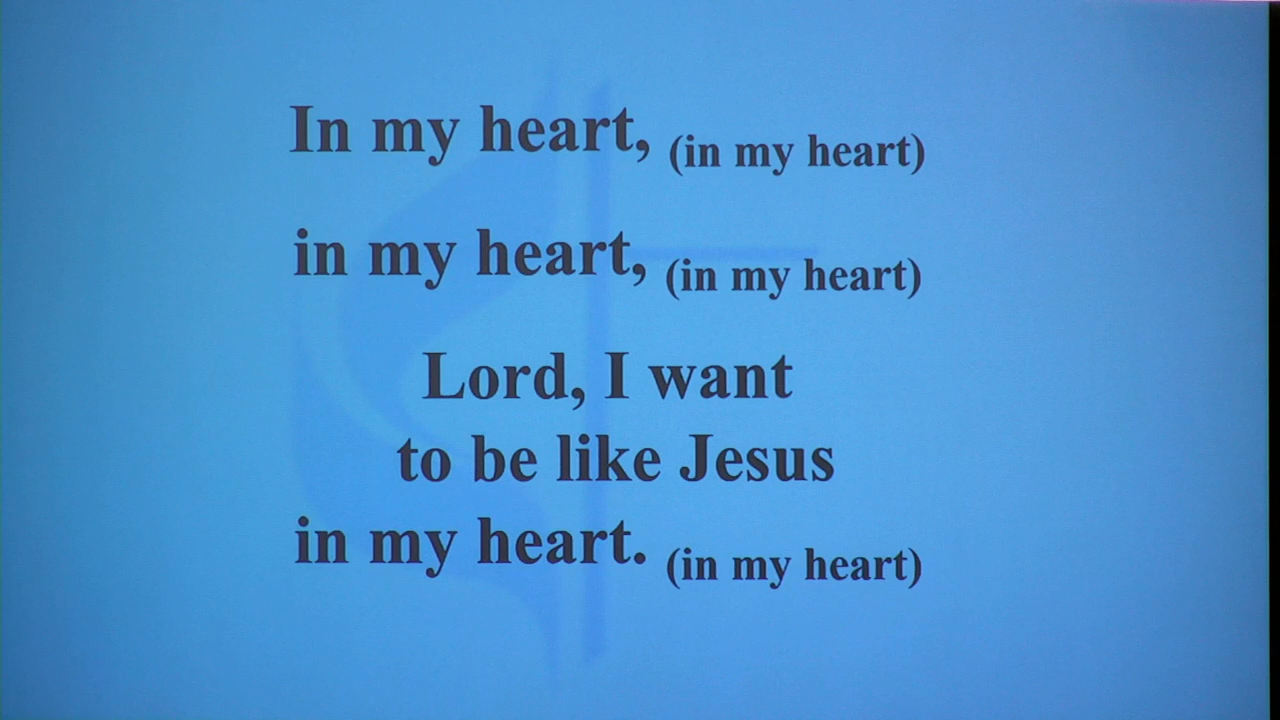 In my heart, (in my heart)
in my heart, (in my heart)
Lord, I want
to be like Jesus
in my heart. (in my heart)